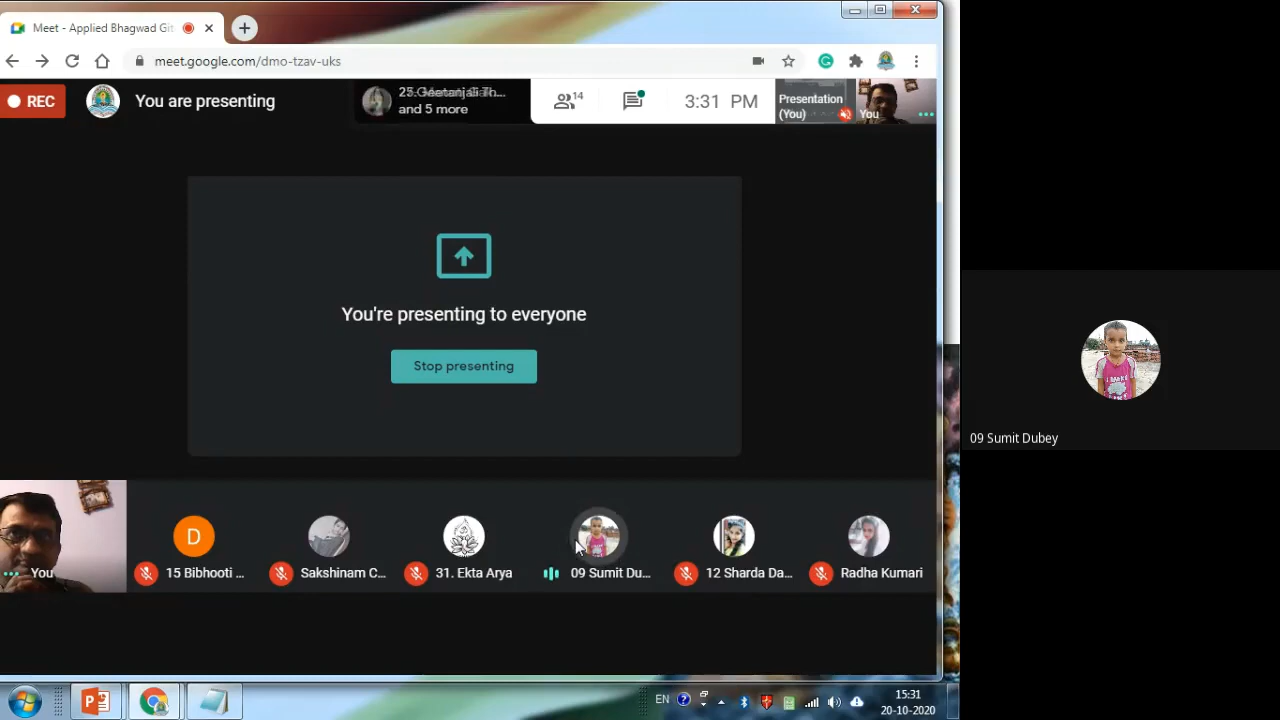 Meet - Applied Bhagwad Git
meet.google.com/dmo-tzav-uks
REC
You are presenting
and 5 more
14
3:31 PM
Presentation
(You)
You
You're presenting to everyone
Stop presenting
You
15 Bibhooti ...
Sakshinam C...
31. Ekta Arya
09 Sumit Du...
12 Sharda Da...
Radha Kumari
09 Sumit Dubey
EN
15:31
20-10-2020